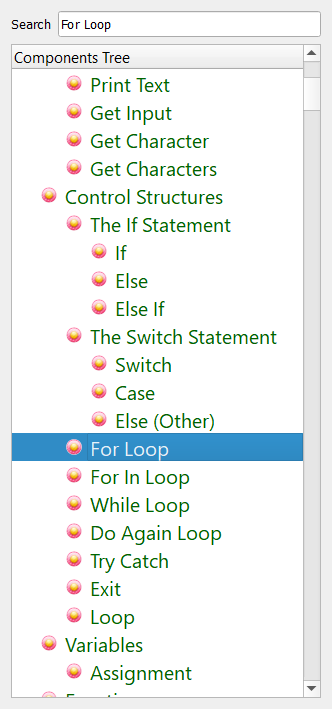 Search For Loop
Components Tree
Print Text
Get Input
Get Character
Get Characters
Control Structures
The If Statement
If
Else
Else If
The Switch Statement
Switch
Case
Else (Other)
For Loop
For In Loop
While Loop
Do Again Loop
Try Catch
Exit
Loop
Variables
Assignment